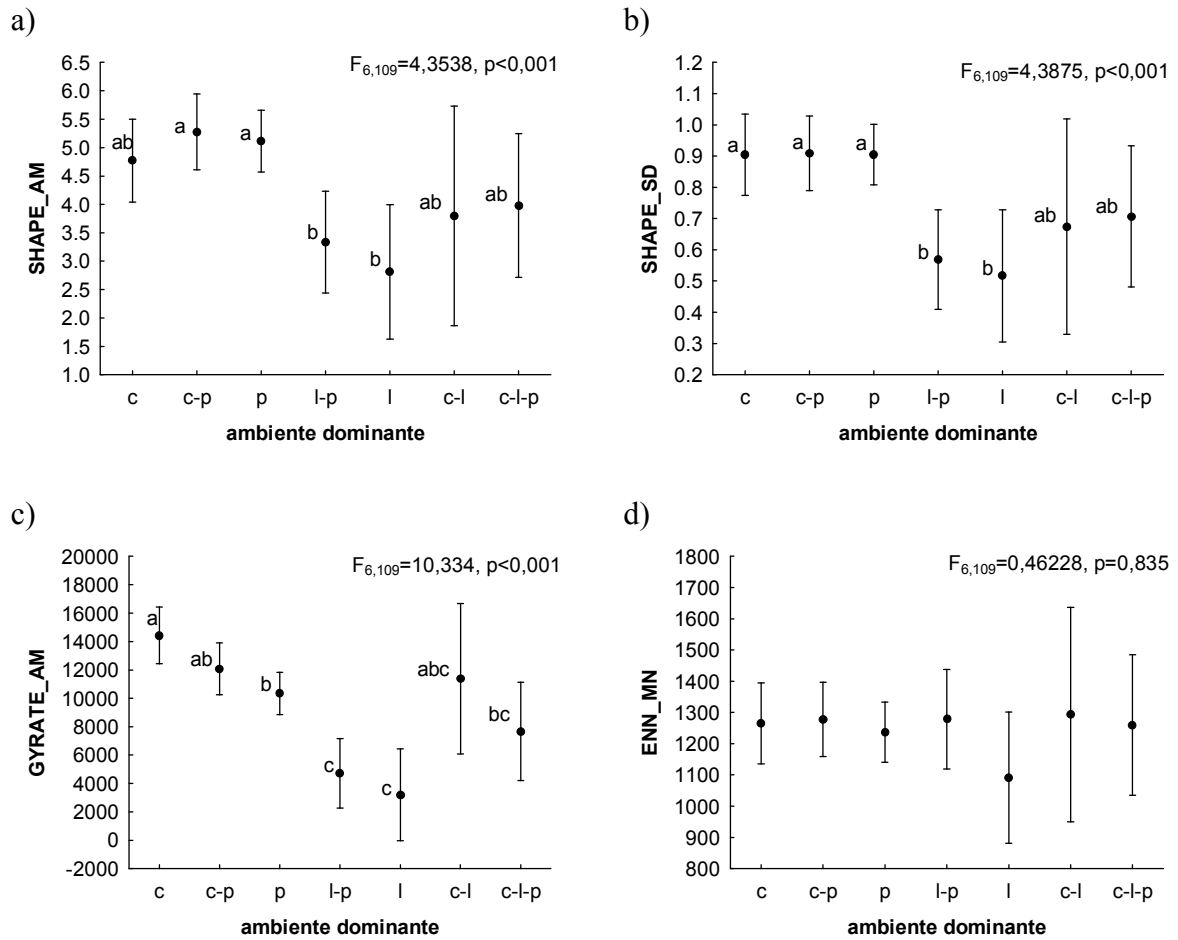 a)
F6,109=4,3538, p<0,001
6.5
6.0
5.5
5.0
4.5
4.0
3.5
3.0
2.5
2.0
1.5
1.0
SHAPE_AM
ab
a
a
b
b
ab
ab
c c-p p l-p l c-l c-l-p
ambiente dominante
b)
F6,109=4,3875, p<0,001
1.2
1.1
1.0
0.9
0.8
0.7
0.6
0.5
0.4
0.3
0.2
SHAPE_SD
a
a
a
b
b
ab
ab
c c-p p l-p l c-l c-l-p
ambiente dominante
c)
F6,109=10,334, p<0,001
20000
18000
16000
14000
12000
10000
8000
6000
4000
2000
0
-2000
GYRATE_AM
a
ab
b
c
c
abc
bc
c c-p p l-p l c-l c-l-p
ambiente dominante
d)
F6,109=0,46228, p=0,835
1800
1700
1600
1500
1400
1300
1200
1100
1000
900
800
ENN_MN
c c-p p l-p l c-l c-l-p
ambiente dominante